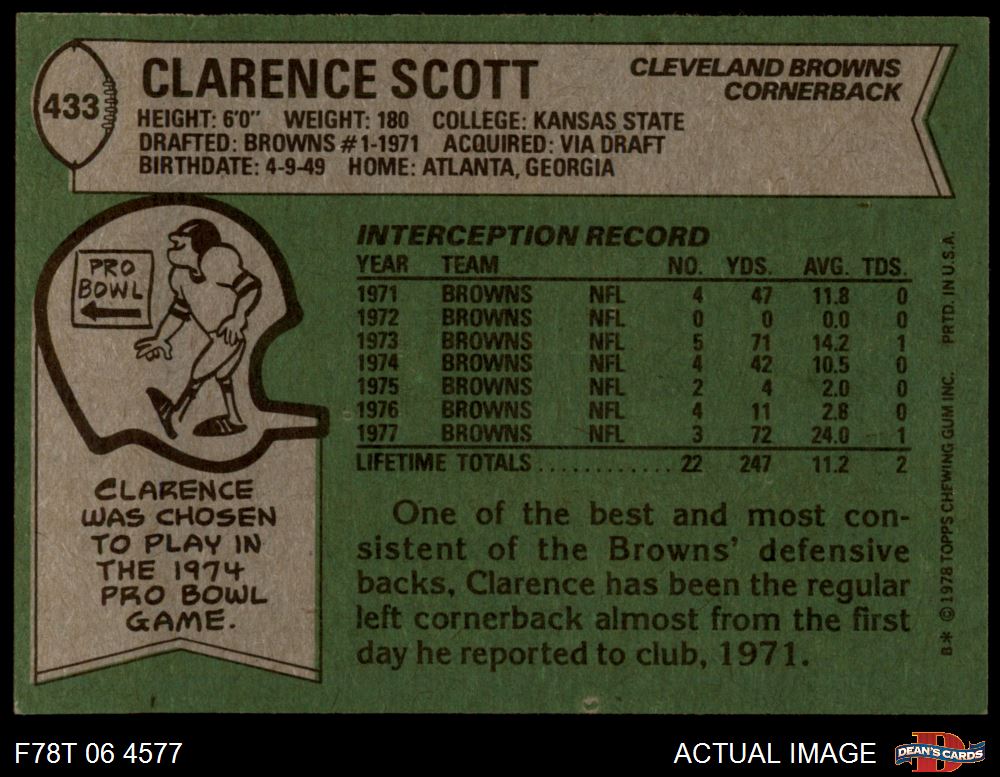 433
CLARENCE SCOTT
CLEVELAND BROWNS
CORNERBACK
HEIGHT: 6'0" WEIGHT: 180 COLLEGE: KANSAS STATE
DRAFTED: BROWNS #1-1971 ACQUIRED: VIA DRAFT
BIRTHDATE: 4-9-49 HOME: ATLANTA, GEORGIA
PRO
BOWL
CLARENCE
WAS CHOSEN
TO PLAY IN
THE 1974
PRO BOWL
GAME.
INTERCEPTION RECORD
YEAR TEAM NO. YDS. AVG. TDS.
1971 BROWNS NFL 4 47 11.8 0
1972 BROWNS NFL 0 0 0.0 0
1973 BROWNS NFL 5 71 14.2 1
1974 BROWNS NFL 4 42 10.5 0
1975 BROWNS NFL 2 4 2.0 0
1976 BROWNS NFL 4 11 2.8 0
1977 BROWNS NFL 3 72 24.0 1
LIFETIME TOTALS ............ 22 247 11.2 2
One of the best and most con-
sistent of the Browns' defensive
backs, Clarence has been the regular
left cornerback almost from the first
day he reported to club, 1971.
B* © 1978 TOPPS CHEWING GUM INC. PRTD. IN U.S.A.
F78T 06 4577
ACTUAL IMAGE
D
DEAN'S CARDS